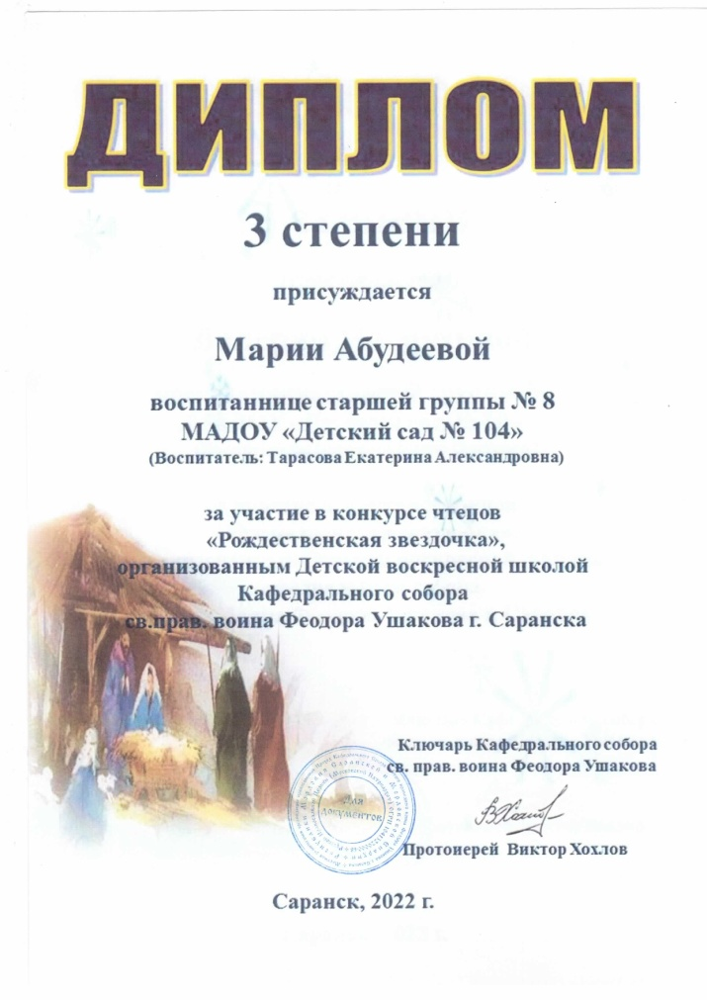 ДИПЛОМ
3 степени
присуждается
Марии Абудеевой
воспитаннице старшей группы № 8
МАДОУ «Детский сад № 104»
(Воспитатель: Тарасова Екатерина Александровна)
за участие в конкурсе чтецов
«Рождественская звездочка»,
организованным Детской воскресной школой
Кафедрального собора
св.прав. воина Феодора Ушакова г. Саранска
Ключарь Кафедрального собора
св. прав. воина Феодора Ушакова
Для
документов
Протоиерей Виктор Хохлов
Саранск, 2022 г.